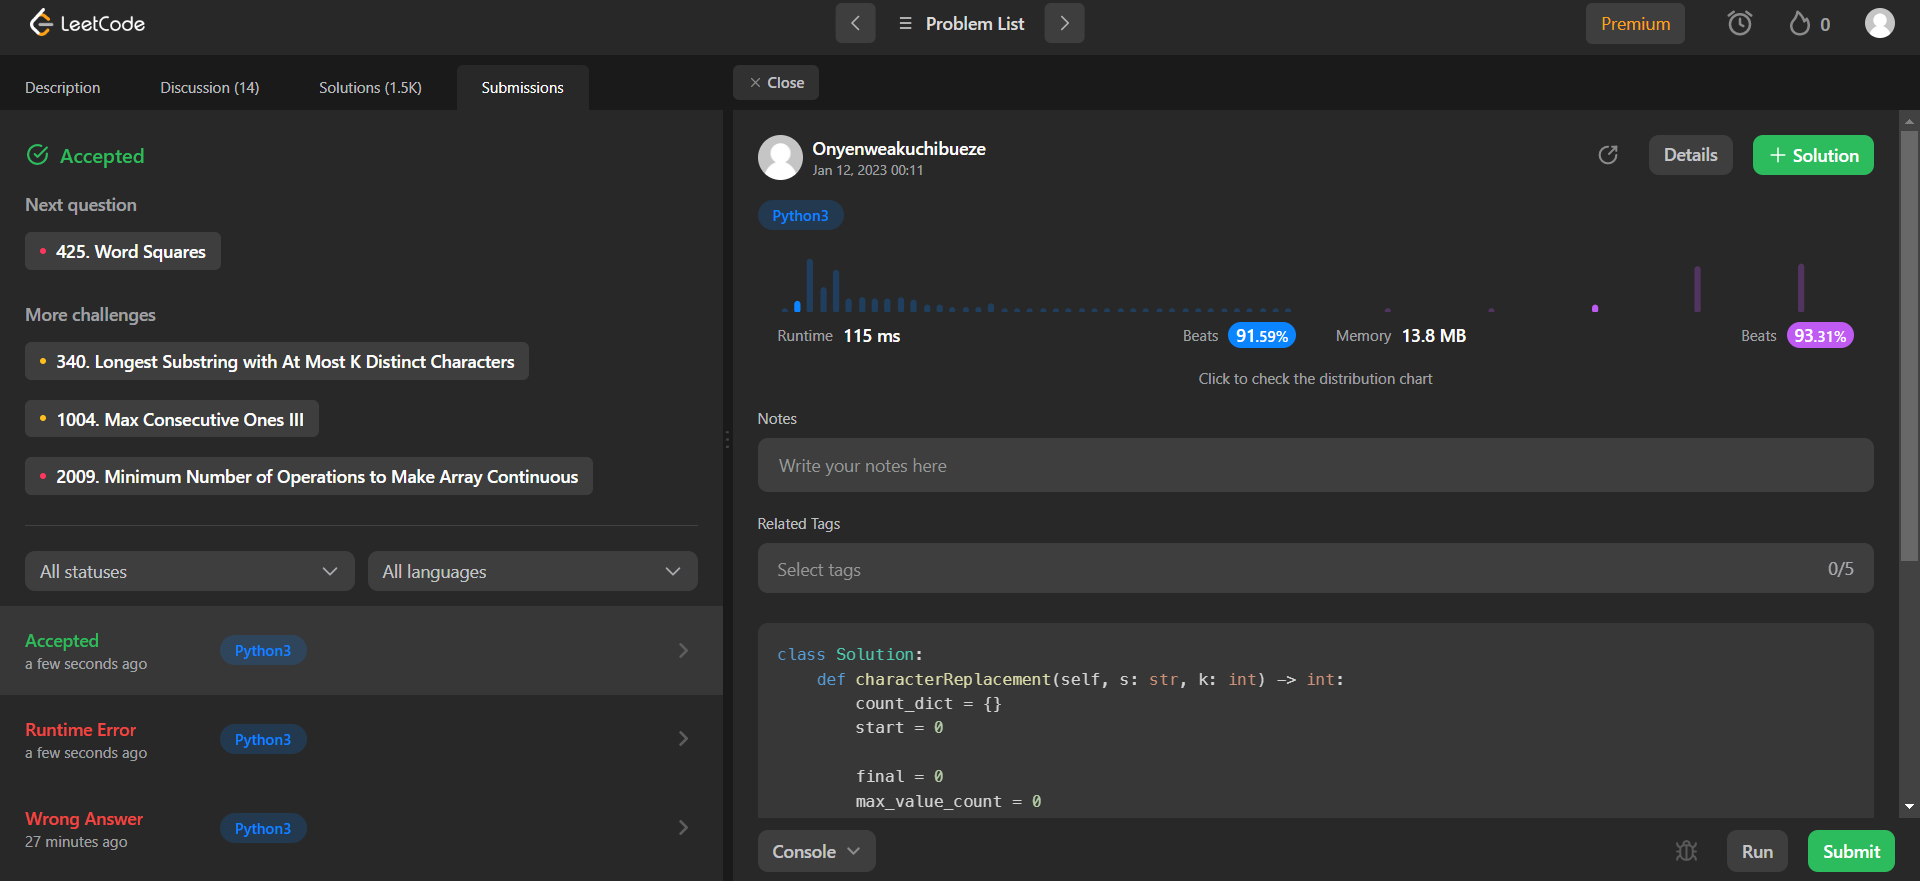 LeetCode
Problem List
Premium
0
Description
Discussion (14)
Solutions (1.5K)
Submissions
Close
Accepted
Next question
425. Word Squares
More challenges
340. Longest Substring with At Most K Distinct Characters
1004. Max Consecutive Ones III
2009. Minimum Number of Operations to Make Array Continuous
All statuses
All languages
Accepted
a few seconds ago
Python3
Runtime Error
a few seconds ago
Python3
Wrong Answer
27 minutes ago
Python3
Onyenweakuchibueze
Jan 12, 2023 00:11
Details
+ Solution
Python3
Runtime 115 ms
Beats 91.59%
Memory 13.8 MB
Beats 93.31%
Click to check the distribution chart
Notes
Write your notes here
Related Tags
Select tags
0/5
class Solution:
    def characterReplacement(self, s: str, k: int) -> int:
        count_dict = {}
        start = 0
        final = 0
        max_value_count = 0
Console
Run
Submit